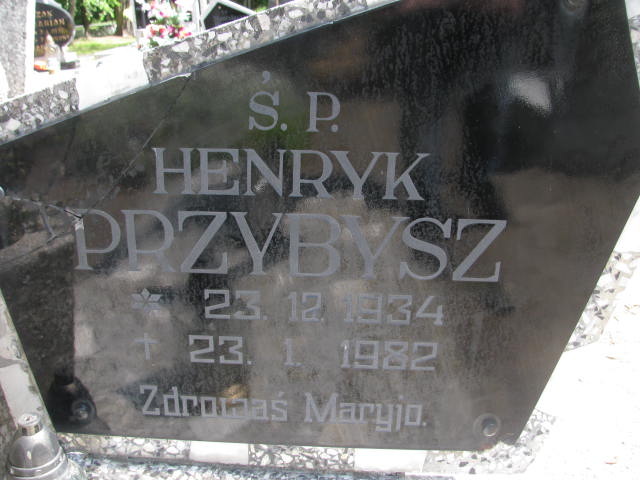 Ś. P.
HENRYK
PRZYBYSZ
* 23. 12. 1934
† 23. 1. 1982
Zdrowaś Maryjo.